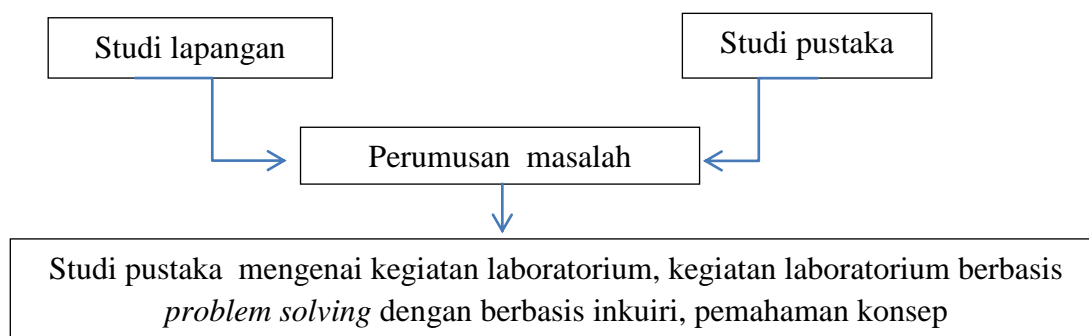 Studi lapangan
Studi pustaka
Perumusan masalah
Studi pustaka mengenai kegiatan laboratorium, kegiatan laboratorium berbasis
problem solving dengan berbasis inkuiri, pemahaman konsep